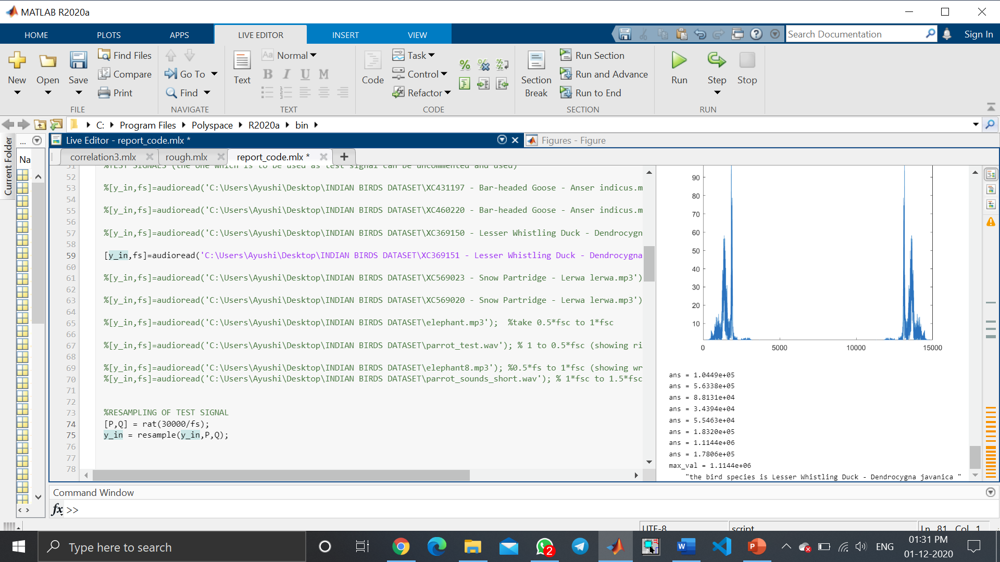 MATLAB R2020a
HOME PLOTS APPS LIVE EDITOR INSERT VIEW Search Documentation Sign In
New Open Save Find Files Compare Print
Go To Find
Text Aa Normal B I U M
Code Task Control Refactor
Section Break Run Section Run and Advance Run to End
Run Step Stop
FILE NAVIGATE TEXT CODE SECTION RUN
C: Program Files Polyspace R2020a bin
Current Folder
...
Na
Live Editor - report_code.mlx *
Figures - Figure
correlation3.mlx rough.mlx report_code.mlx * +
51 %TEST SIGNALS (the one which is to be used as test signal can be uncommented and used)
52
53 %[y_in,fs]=audioread('C:\Users\Ayushi\Desktop\INDIAN BIRDS DATASET\XC431197 - Bar-headed Goose - Anser indicus.m
54
55 %[y_in,fs]=audioread('C:\Users\Ayushi\Desktop\INDIAN BIRDS DATASET\XC460220 - Bar-headed Goose - Anser indicus.m
56
57 %[y_in,fs]=audioread('C:\Users\Ayushi\Desktop\INDIAN BIRDS DATASET\XC369150 - Lesser Whistling Duck - Dendrocygn
58
59 [y_in,fs]=audioread('C:\Users\Ayushi\Desktop\INDIAN BIRDS DATASET\XC369151 - Lesser Whistling Duck - Dendrocygna
60
61 %[y_in,fs]=audioread('C:\Users\Ayushi\Desktop\INDIAN BIRDS DATASET\XC569023 - Snow Partridge - Lerwa lerwa.mp3')
62
63 %[y_in,fs]=audioread('C:\Users\Ayushi\Desktop\INDIAN BIRDS DATASET\XC569020 - Snow Partridge - Lerwa lerwa.mp3')
64
65 %[y_in,fs]=audioread('C:\Users\Ayushi\Desktop\INDIAN BIRDS DATASET\elephant.mp3'); %take 0.5*fsc to 1*fsc
66
67 %[y_in,fs]=audioread('C:\Users\Ayushi\Desktop\INDIAN BIRDS DATASET\parrot_test.wav'); % 1 to 0.5*fsc (showing ri
68
69 %[y_in,fs]=audioread('C:\Users\Ayushi\Desktop\INDIAN BIRDS DATASET\elephant8.mp3'); %0.5*fs to 1*fsc (showing wr
70 %[y_in,fs]=audioread('C:\Users\Ayushi\Desktop\INDIAN BIRDS DATASET\parrot_sounds_short.wav'); % 1*fsc to 1.5*fsc
71
72
73 %RESAMPLING OF TEST SIGNAL
74 [P,Q] = rat(30000/fs);
75 y_in = resample(y_in,P,Q);
76
77
78
90
80
70
60
50
40
30
20
10
0 5000 10000 15000
ans = 1.0449e+05
ans = 5.6338e+05
ans = 8.8131e+04
ans = 3.4394e+04
ans = 5.5463e+04
ans = 1.8320e+05
ans = 1.1144e+06
ans = 1.7806e+05
max_val = 1.1144e+06
"the bird species is Lesser Whistling Duck - Dendrocygna javanica "
Command Window
fx >>
UTF-8 script Ln 81 Col 1
Type here to search
2
W
P
ENG
01:31 PM
01-12-2020